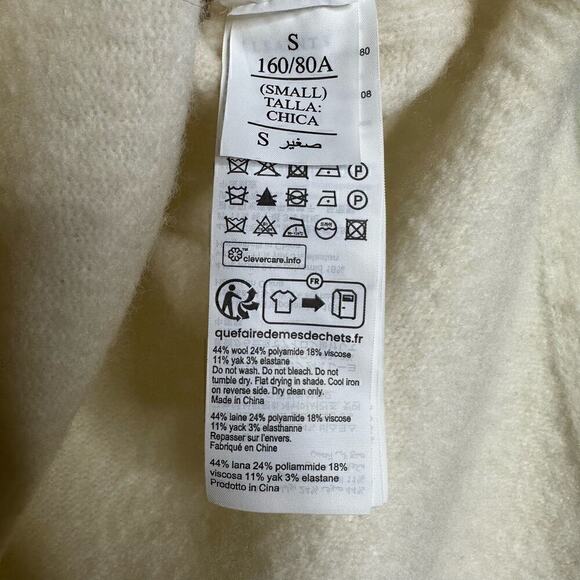 S
160/80A
(SMALL)
TALLA:
CHICA
S صغير
80
08
P
P
clevercare.info
FR
quefairedemesdechets.fr
44% wool 24% polyamide 18% viscose
11% yak 3% elastane
Do not wash. Do not bleach. Do not
tumble dry. Flat drying in shade. Cool iron
on reverse side. Dry clean only.
Made in China
44% laine 24% polyamide 18% viscose
11% yack 3% elasthanne
Repasser sur l'envers.
Fabriqué en Chine
44% lana 24% poliammide 18%
viscosa 11% yak 3% elastane
Prodotto in Cina